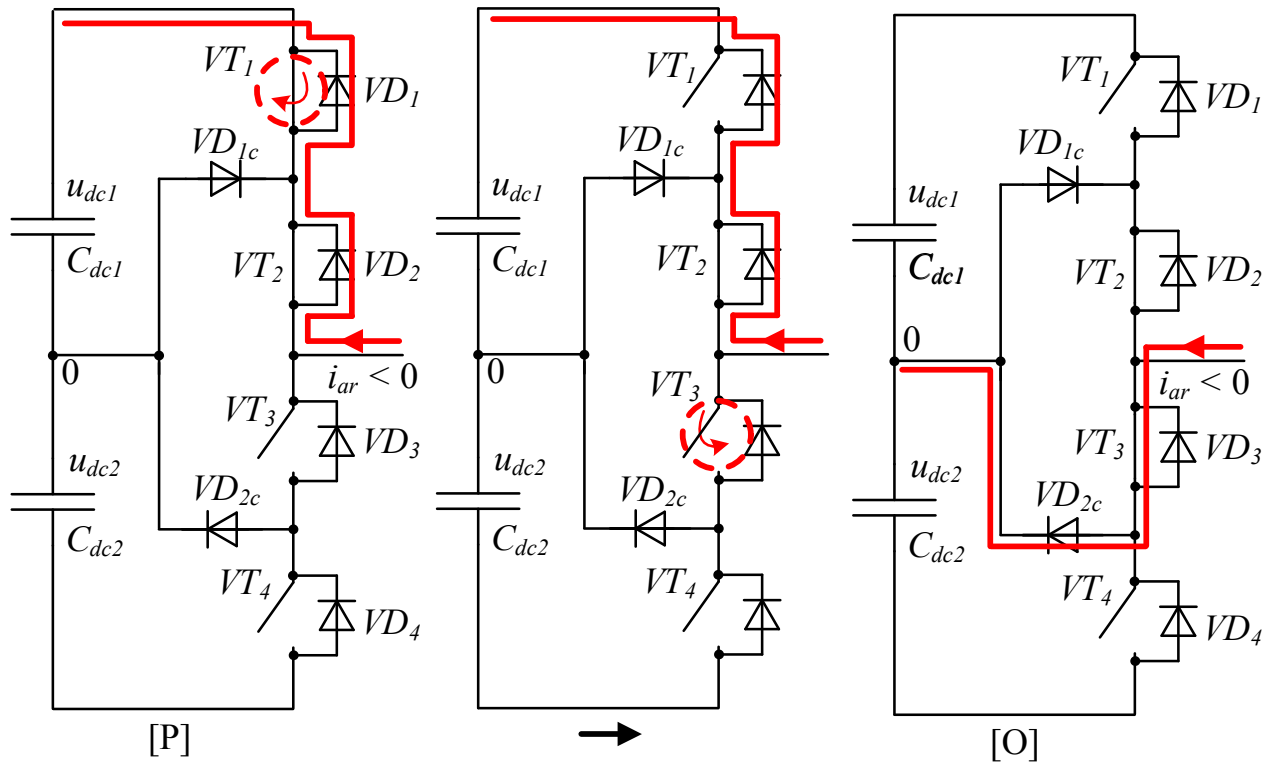 VT1
VD1
VD1c
udc1
Cdc1
VT2
VD2
0
iar < 0
VT3
VD3
udc2
VD2c
Cdc2
VT4
VD4
[P]
VT1
VD1
VD1c
udc1
Cdc1
VT2
VD2
0
VT3
udc2
VD2c
Cdc2
VT4
VT1
VD1
VD1c
udc1
Cdc1
VT2
VD2
0
iar < 0
VT3
VD3
udc2
VD2c
Cdc2
VT4
VD4
[O]